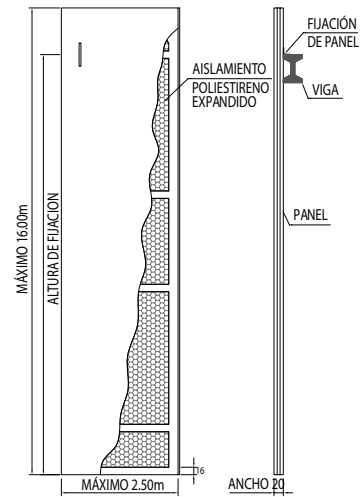 FIJACIÓN
DE PANEL
AISLAMIENTO
POLIESTIRENO
EXPANDIDO
VIGA
MÁXIMO 16.00m
ALTURA DE FIJACION
PANEL
16
MÁXIMO 2.50m
ANCHO 20